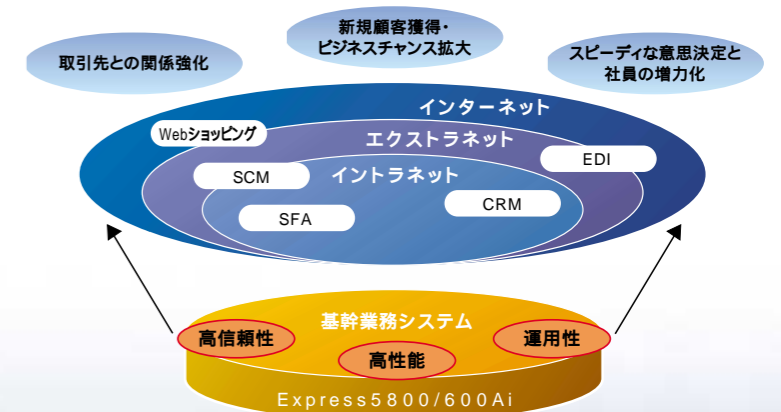 新規顧客獲得・
ビジネスチャンス拡大
取引先との関係強化
スピーディな意思決定と
社員の増力化
インターネット
Webショッピング
エクストラネット
EDI
SCM
イントラネット
SFA
CRM
基幹業務システム
高信頼性
高性能
運用性
Express5800/600Ai